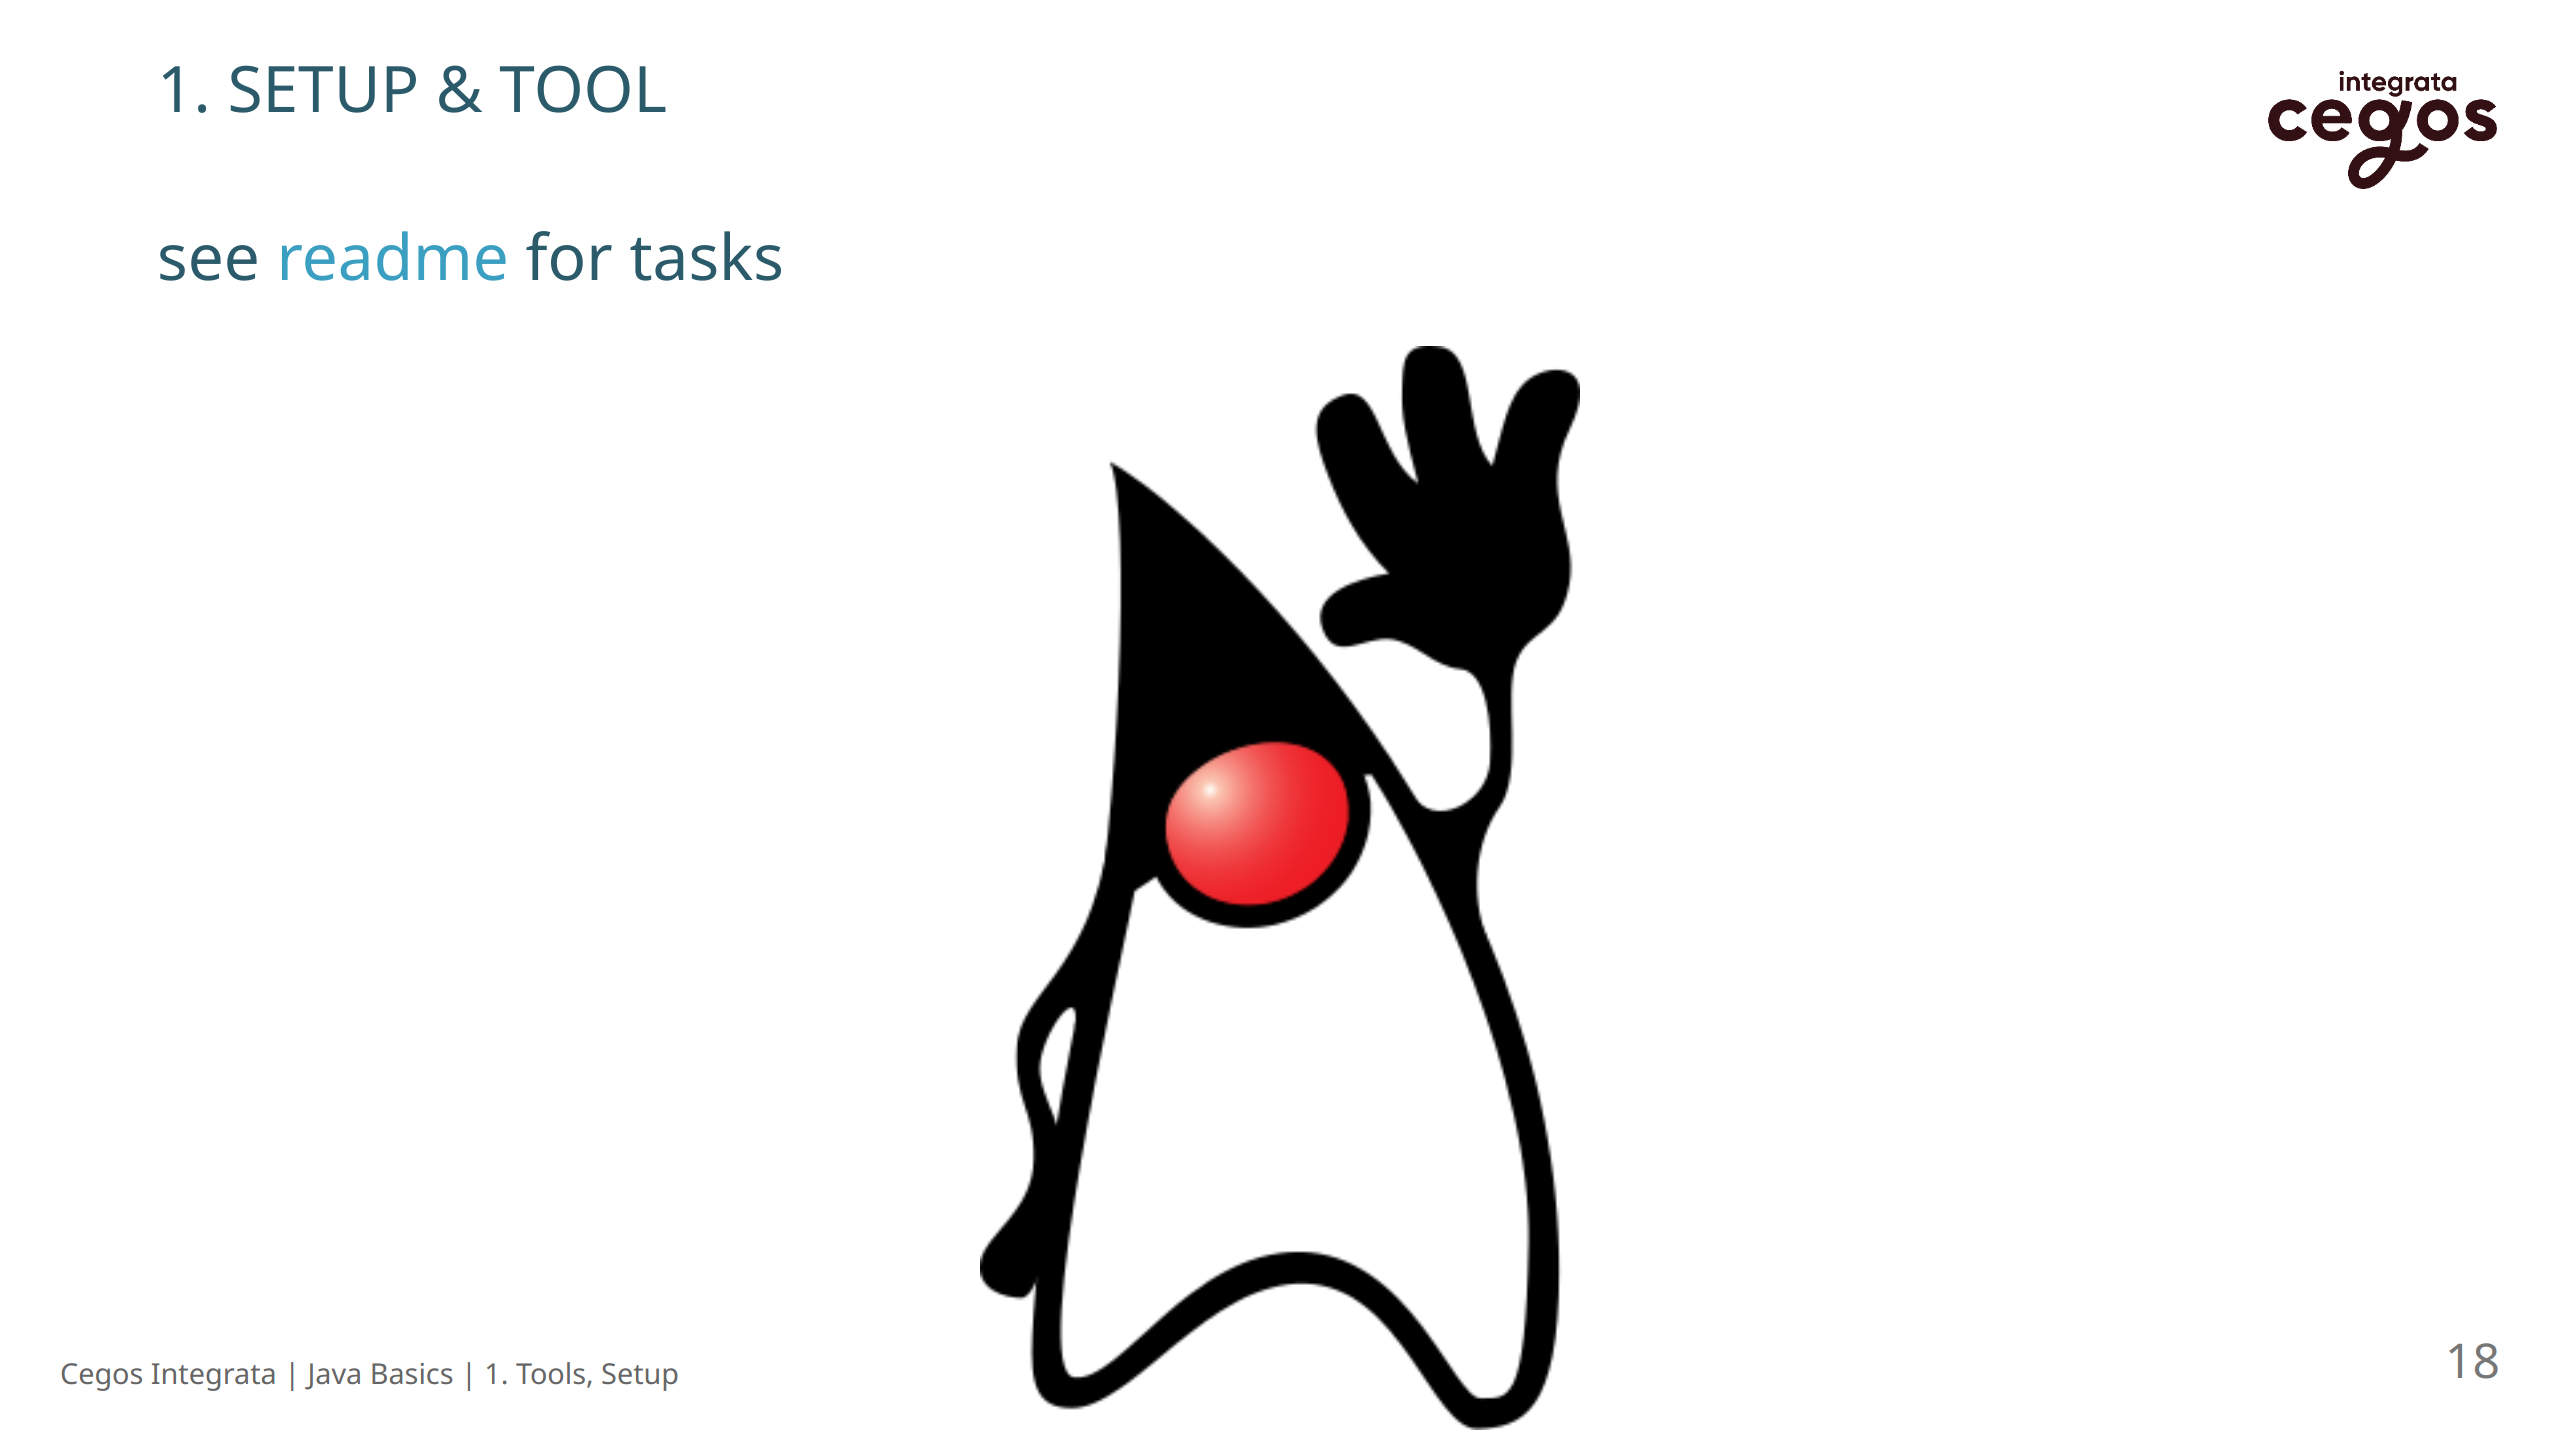 1. SETUP & TOOL
integrata
cegos
see readme for tasks
Cegos Integrata | Java Basics | 1. Tools, Setup
18